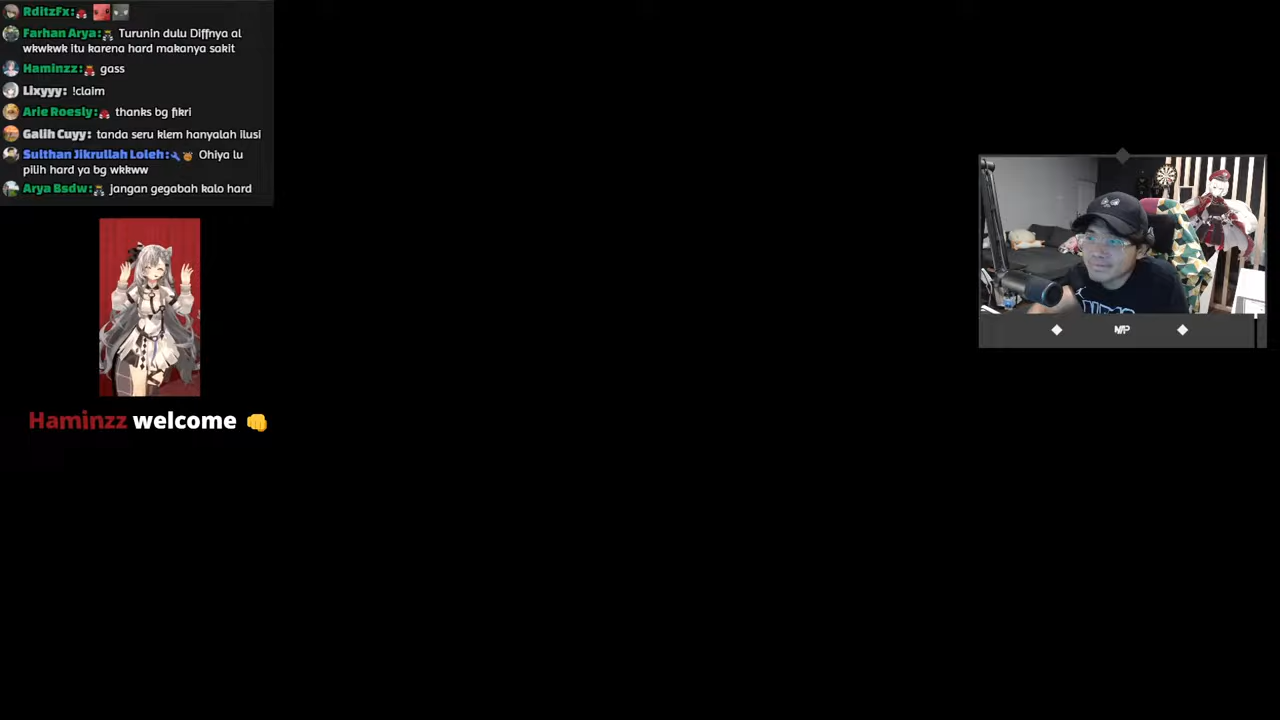 RditzFx:
Farhan Arya: Turunin dulu Diffnya al
wkwkwk itu karena hard makanya sakit
Haminzz: gass
Lixyyy: !claim
Arie Roesly: thanks bg fikri
Galih Cuyy: tanda seru klem hanyalah ilusi
Sulthan Jikrullah Loleh: Ohiya lu
pilih hard ya bg wkkww
Arya Bsdw: jangan gegabah kalo hard
Haminzz welcome 👊